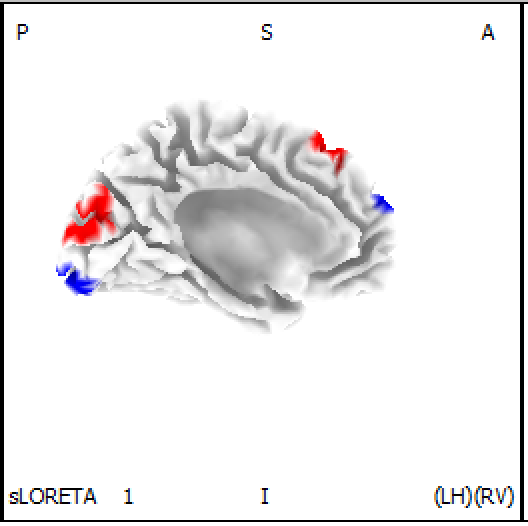 P S A
sLORETA 1 I (LH)(RV)